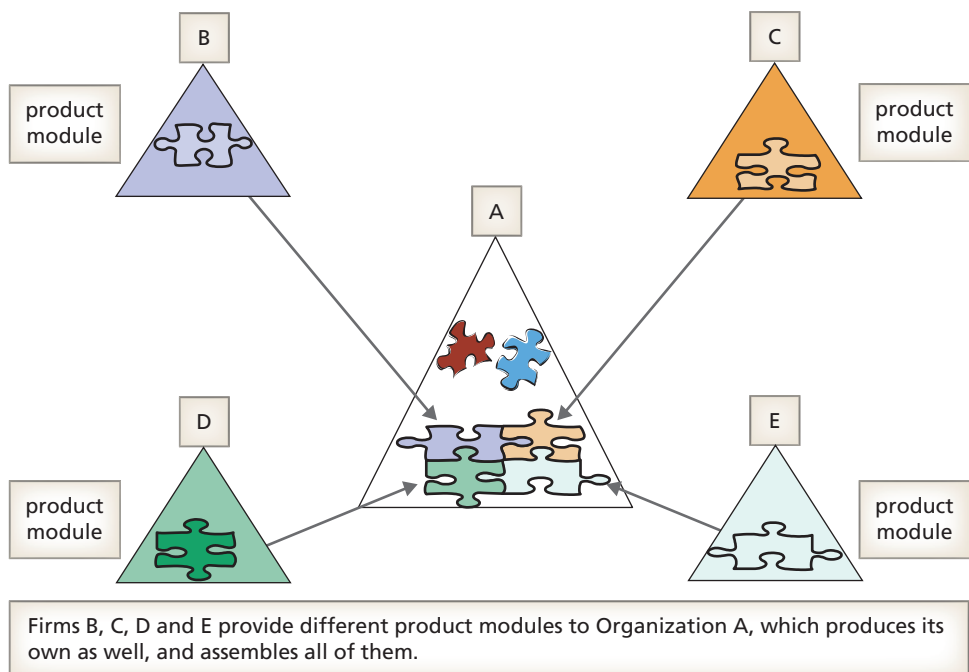 B
C
product
module
product
module
A
D
E
product
module
product
module
Firms B, C, D and E provide different product modules to Organization A, which produces its
own as well, and assembles all of them.